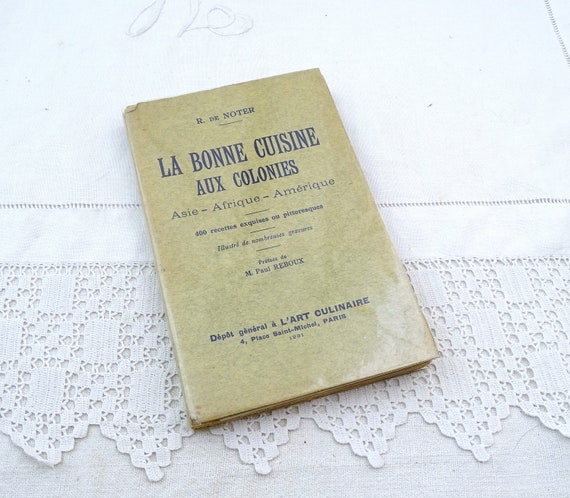 R. DE NOTER
LA BONNE CUISINE
AUX COLONIES
Asie - Afrique - Amérique
400 recettes exquises ou pittoresques
Illustré de nombreuses gravures
Préface de
M. Paul REBOUX
Dépôt général à L'ART CULINAIRE
4, Place Saint-Michel, PARIS
1931